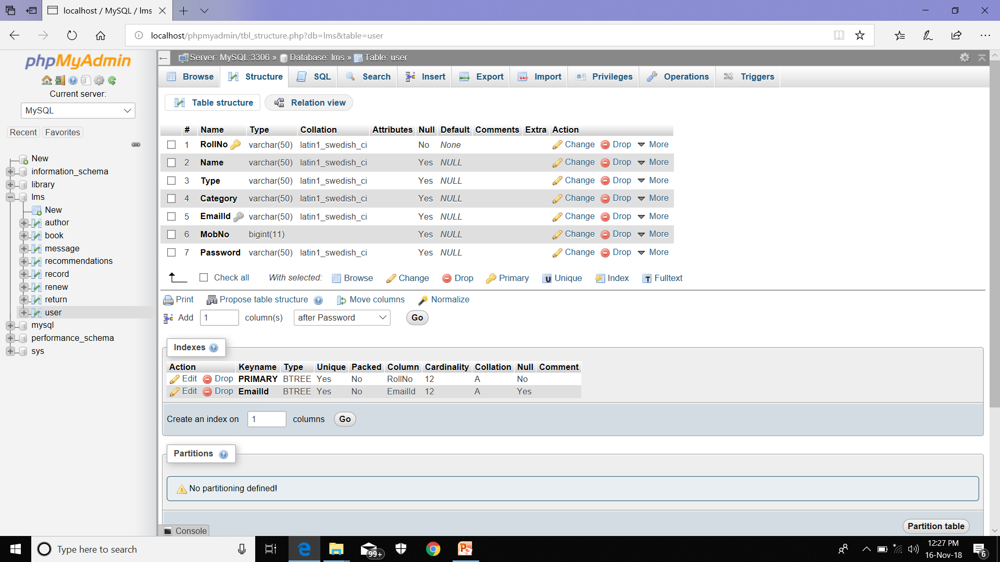 localhost / MySQL / lms
localhost/phpmyadmin/tbl_structure.php?db=lms&table=user
phpMyAdmin
Current server:
MySQL
Recent Favorites
New
information_schema
library
lms
New
author
book
message
recommendations
record
renew
return
user
mysql
performance_schema
sys
Server: MySQL:3306 » Database: lms » Table: user
Browse Structure SQL Search Insert Export Import Privileges Operations Triggers
Table structure Relation view
# Name Type Collation Attributes Null Default Comments Extra Action
1 RollNo varchar(50) latin1_swedish_ci No None Change Drop More
2 Name varchar(50) latin1_swedish_ci Yes NULL Change Drop More
3 Type varchar(50) latin1_swedish_ci Yes NULL Change Drop More
4 Category varchar(50) latin1_swedish_ci Yes NULL Change Drop More
5 EmailId varchar(50) latin1_swedish_ci Yes NULL Change Drop More
6 MobNo bigint(11) Yes NULL Change Drop More
7 Password varchar(50) latin1_swedish_ci Yes NULL Change Drop More
Check all With selected: Browse Change Drop Primary Unique Index Fulltext
Print Propose table structure Move columns Normalize
Add 1 column(s) after Password Go
Indexes
Action Keyname Type Unique Packed Column Cardinality Collation Null Comment
Edit Drop PRIMARY BTREE Yes No RollNo 12 A No
Edit Drop EmailId BTREE Yes No EmailId 12 A Yes
Create an index on 1 columns Go
Partitions
No partitioning defined!
Partition table
Console
Type here to search
99+
12:27 PM
16-Nov-18
6